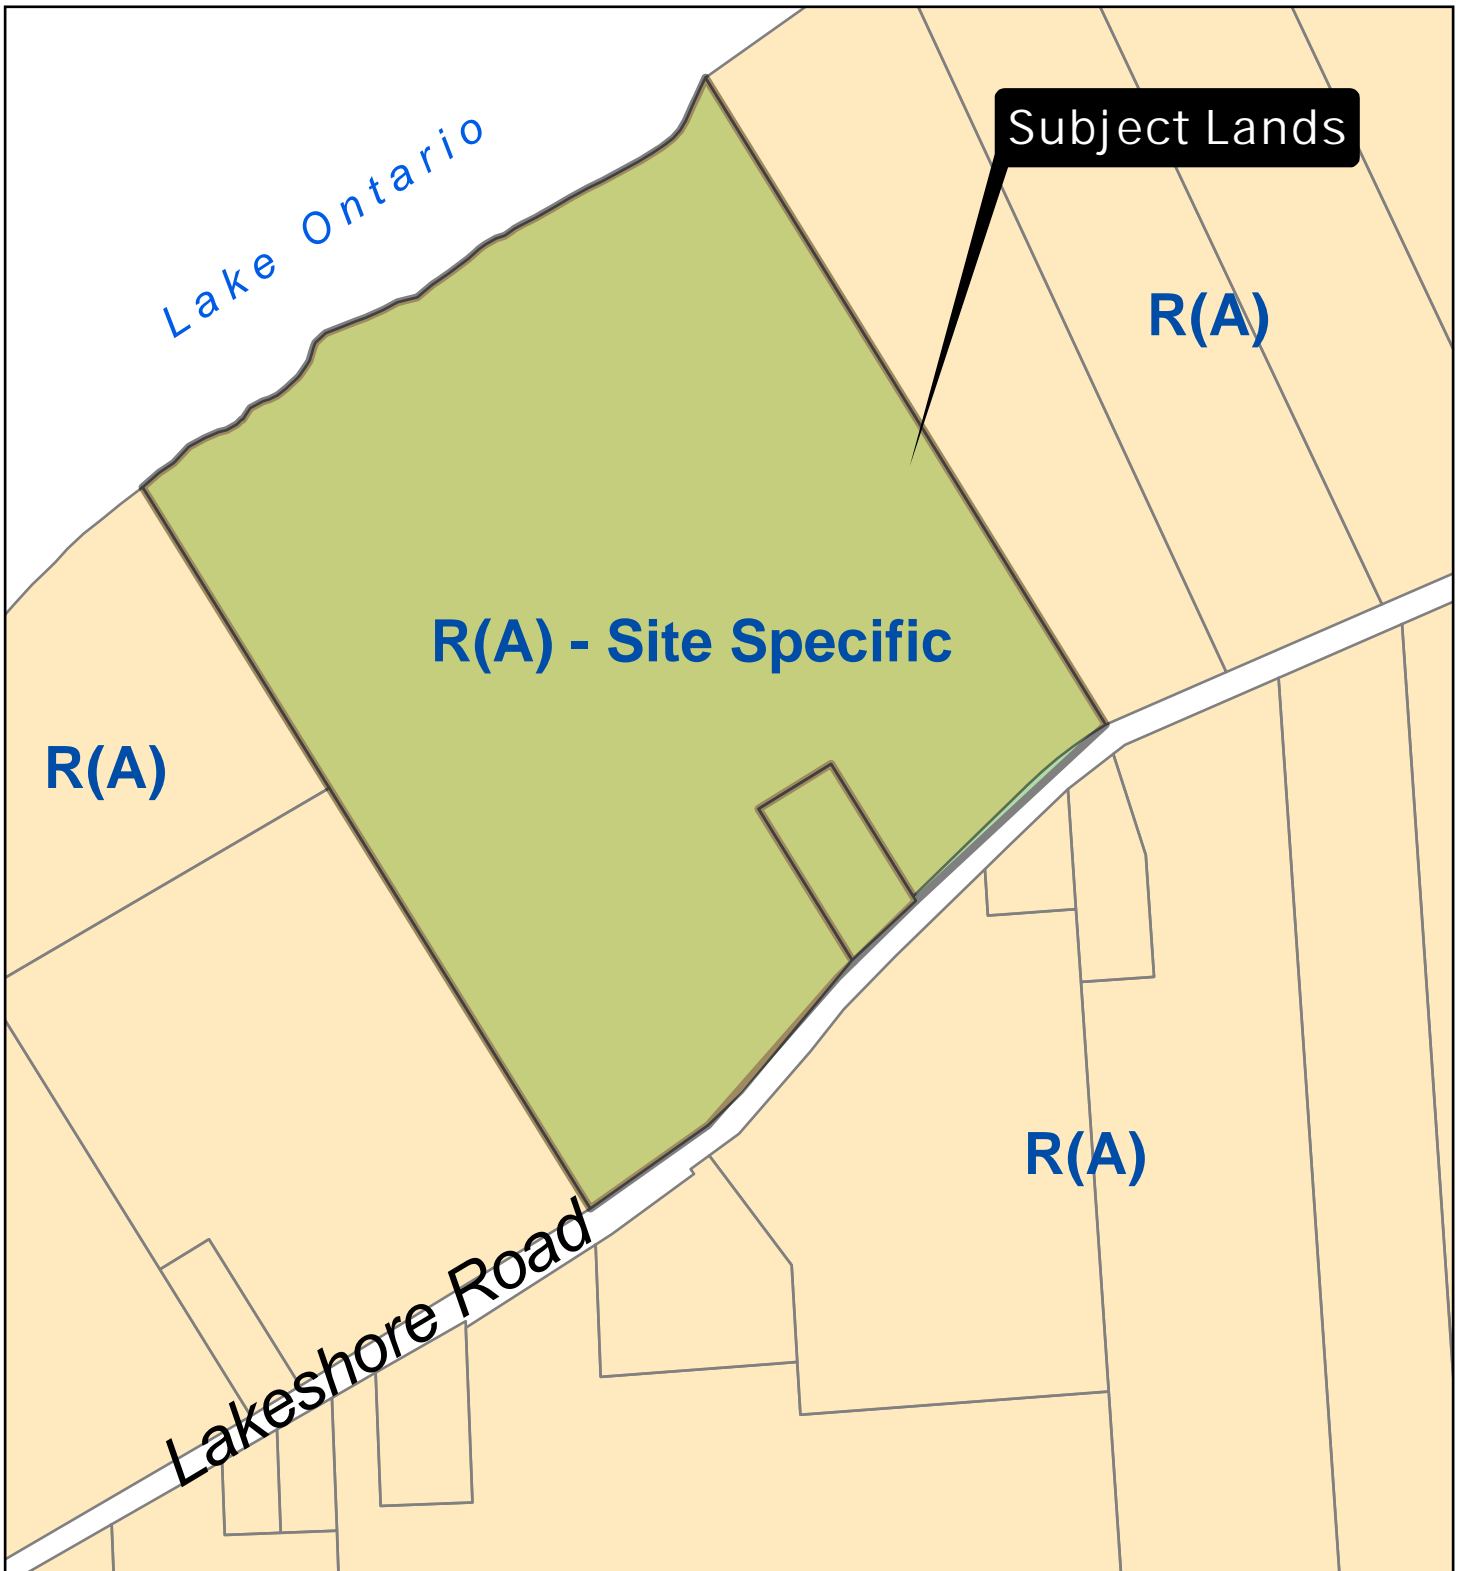 Subject Lands
Lake Ontario
R(A)
R(A) - Site Specific
R(A)
R(A)
Lakeshore Road